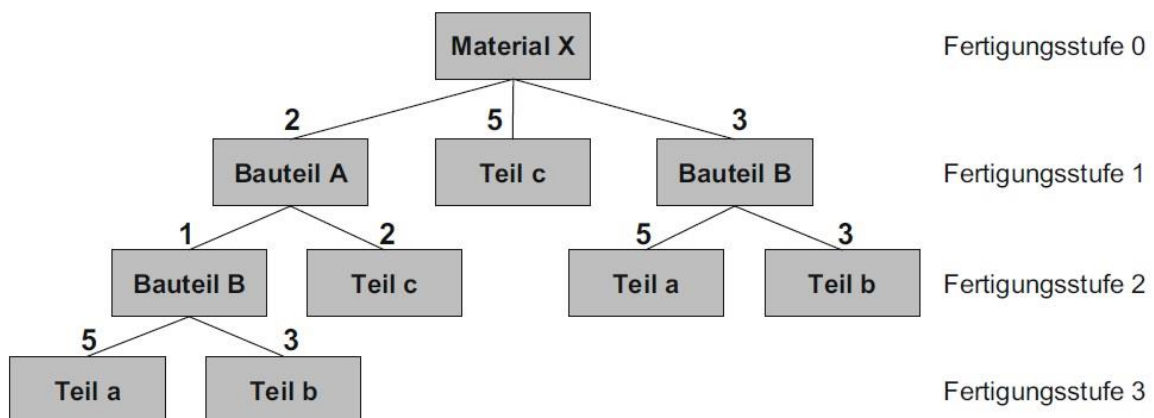 Material X
Fertigungsstufe 0
2
5
3
Bauteil A
Teil c
Bauteil B
Fertigungsstufe 1
1
2
5
3
Bauteil B
Teil c
Teil a
Teil b
Fertigungsstufe 2
5
3
Teil a
Teil b
Fertigungsstufe 3